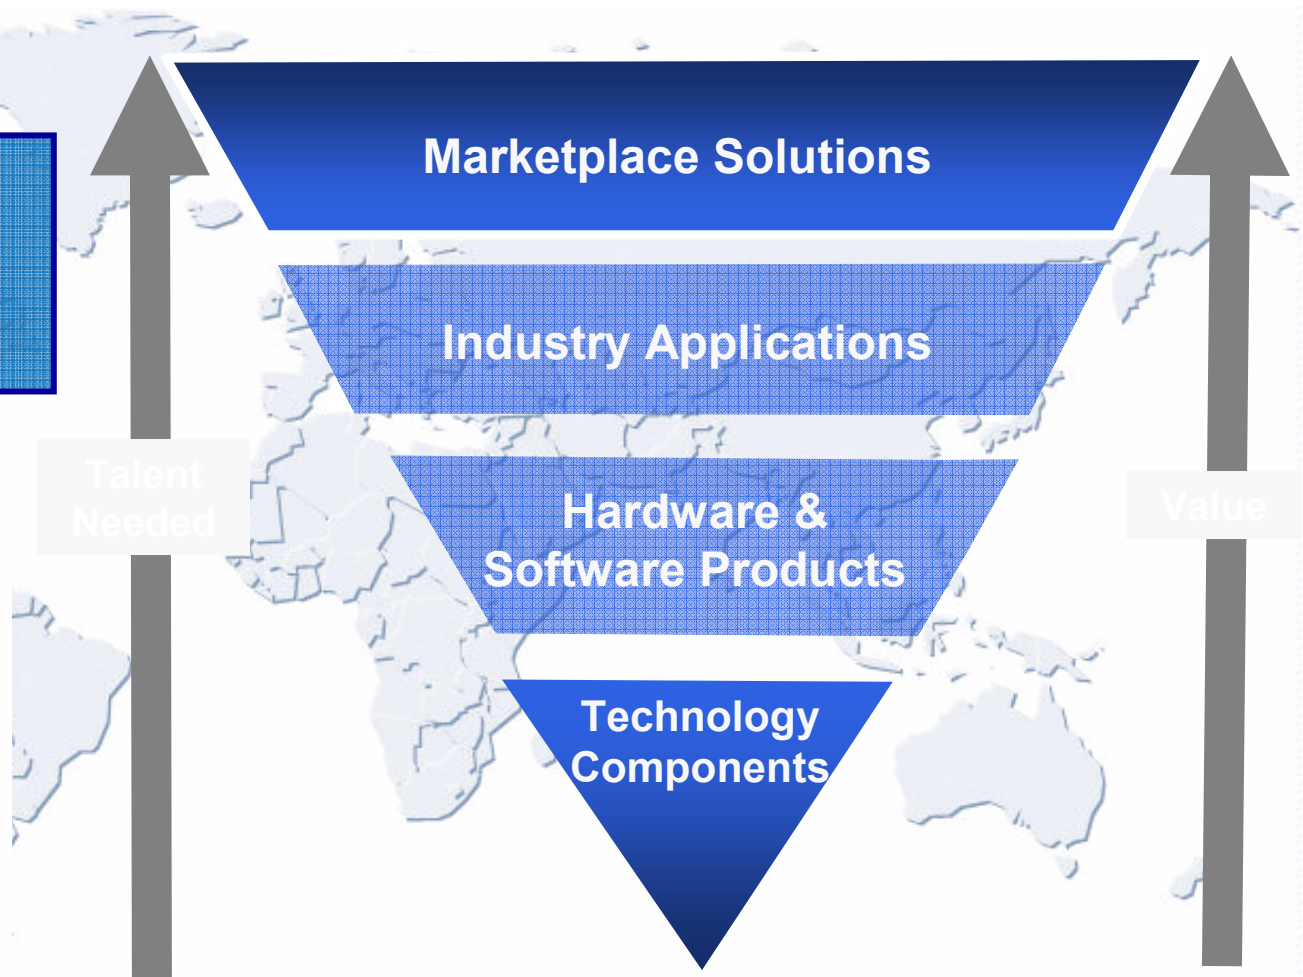 Marketplace Solutions
Industry Applications
Talent
Needed
Hardware &
Software Products
Value
Technology
Components